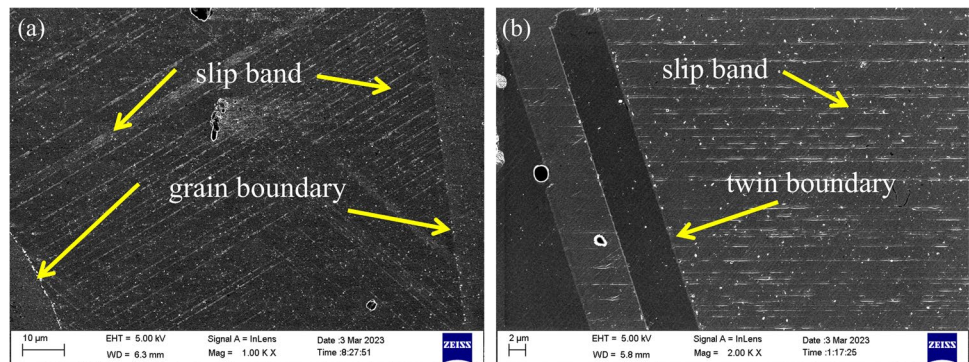 (a)
slip band
grain boundary
10 µm
EHT = 5.00 kV
Signal A = InLens
Date :3 Mar 2023
WD = 6.3 mm
Mag = 1.00 K X
Time :8:27:51
ZEISS
(b)
slip band
twin boundary
2 µm
EHT = 5.00 kV
Signal A = InLens
Date :3 Mar 2023
WD = 5.8 mm
Mag = 2.00 K X
Time :1:17:25
ZEISS